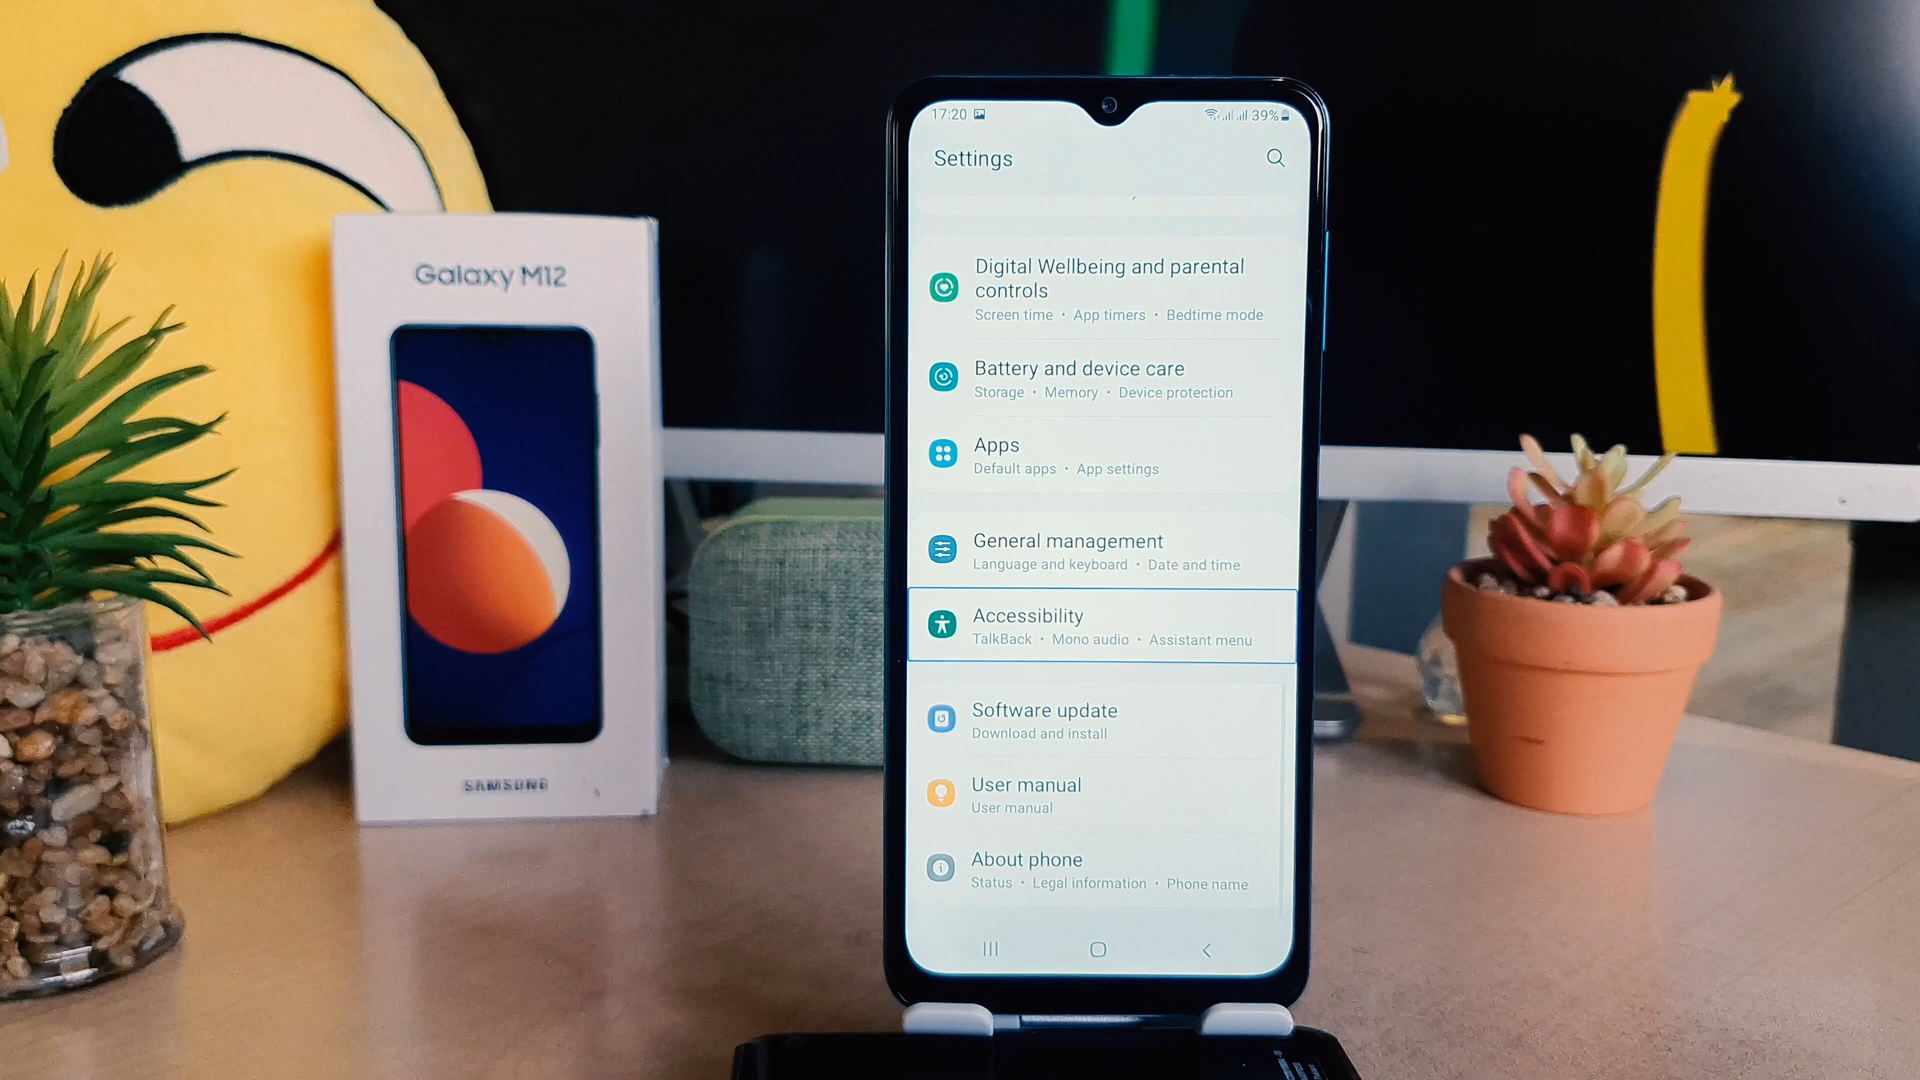 Galaxy M12
SAMSUNG
17:20
39%
Settings
Digital Wellbeing and parental
controls
Screen time • App timers • Bedtime mode
Battery and device care
Storage • Memory • Device protection
Apps
Default apps • App settings
General management
Language and keyboard • Date and time
Accessibility
TalkBack • Mono audio • Assistant menu
Software update
Download and install
User manual
User manual
About phone
Status • Legal information • Phone name